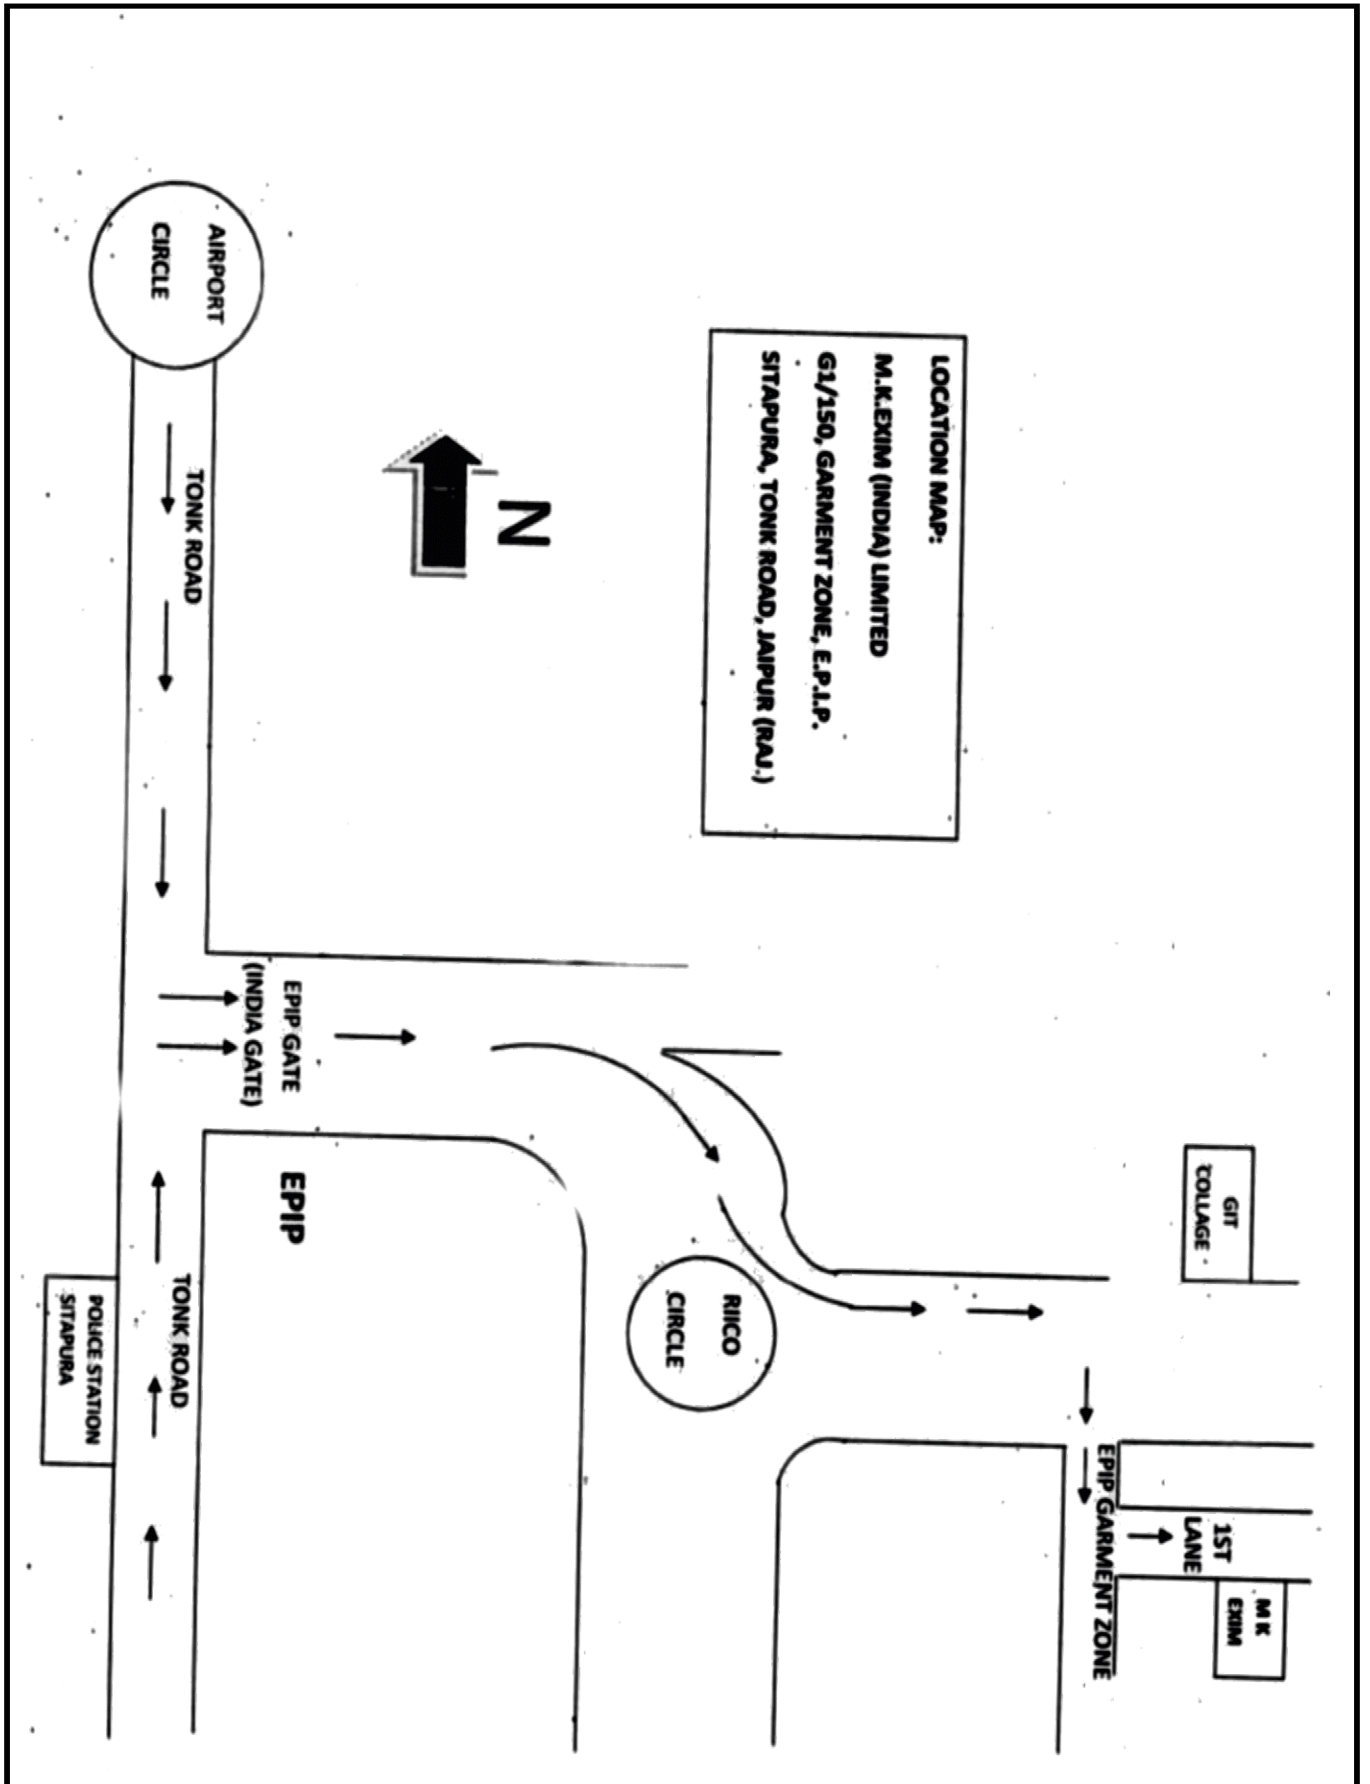 LOCATION MAP:
M.K.EXIM (INDIA) LIMITED
G1/150, GARMENT ZONE, E.P.I.P.
SITAPURA, TONK ROAD, JAIPUR (RAJ.)
N
AIRPORT
CIRCLE
TONK ROAD
EPIP GATE
(INDIA GATE)
EPIP
TONK ROAD
POLICE STATION
SITAPURA
RIICO
CIRCLE
GIT
COLLAGE
EPIP GARMENT ZONE
1ST
LANE
M K
EXIM